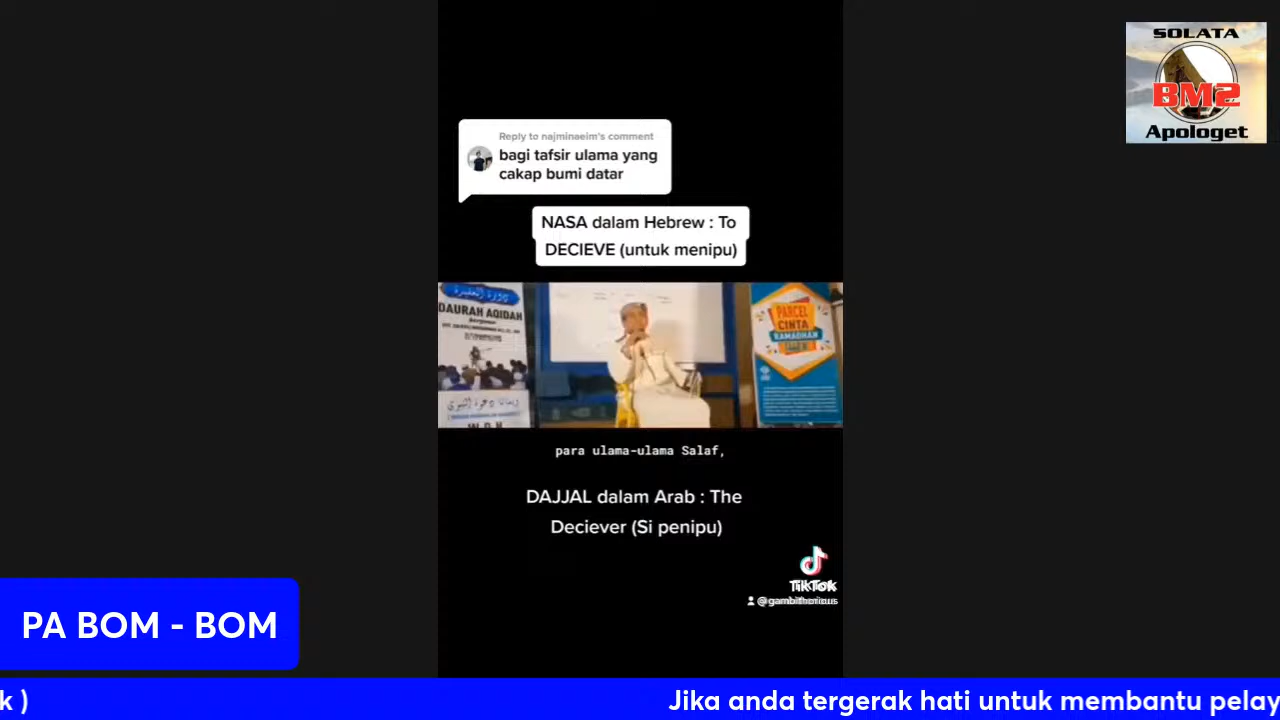 SOLATA
BM2
Apologet
Reply to najminaeim's comment
bagi tafsir ulama yang
cakap bumi datar
NASA dalam Hebrew : To
DECIEVE (untuk menipu)
DAURAH AQIDAH
PARCEL
CINTA
RAMADHAN
para ulama-ulama Salaf,
DAJJAL dalam Arab : The
Deciever (Si penipu)
TikTok
PA BOM - BOM
k )
Jika anda tergerak hati untuk membantu pelay